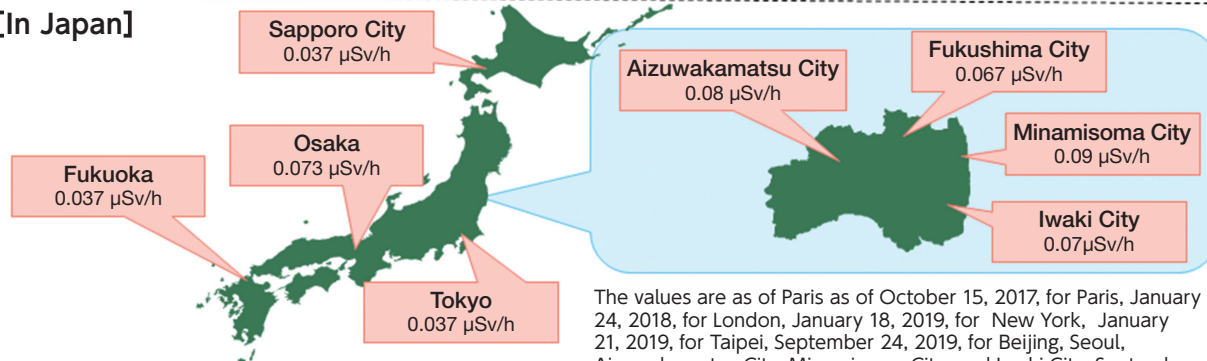 [In Japan]
Sapporo City
0.037 µSv/h
Osaka
0.073 µSv/h
Fukuoka
0.037 µSv/h
Tokyo
0.037 µSv/h
Aizuwakamatsu City
0.08 µSv/h
Fukushima City
0.067 µSv/h
Minamisoma City
0.09 µSv/h
Iwaki City
0.07µSv/h
The values are as of Paris as of October 15, 2017, for Paris, January
24, 2018, for London, January 18, 2019, for New York, January
21, 2019, for Taipei, September 24, 2019, for Beijing, Seoul,